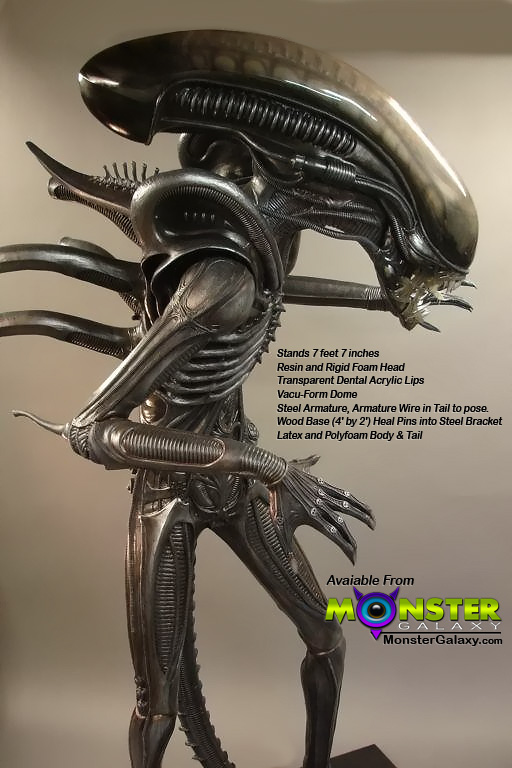 Stands 7 feet 7 inches
Resin and Rigid Foam Head
Transparent Dental Acrylic Lips
Vacu-Form Dome
Steel Armature, Armature Wire in Tail to pose.
Wood Base (4' by 2') Heal Pins into Steel Bracket
Latex and Polyfoam Body & Tail
Avaiable From
MONSTER
GALAXY
MonsterGalaxy.com